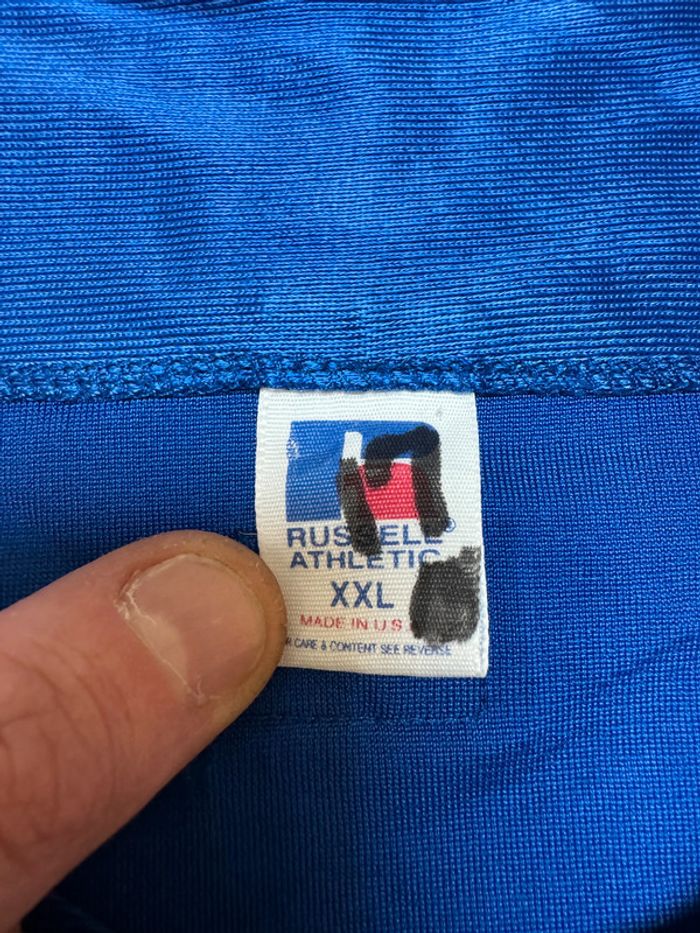 RUSSELL®
ATHLETIC
XXL
MADE IN U.S
R CARE & CONTENT SEE REVERSE